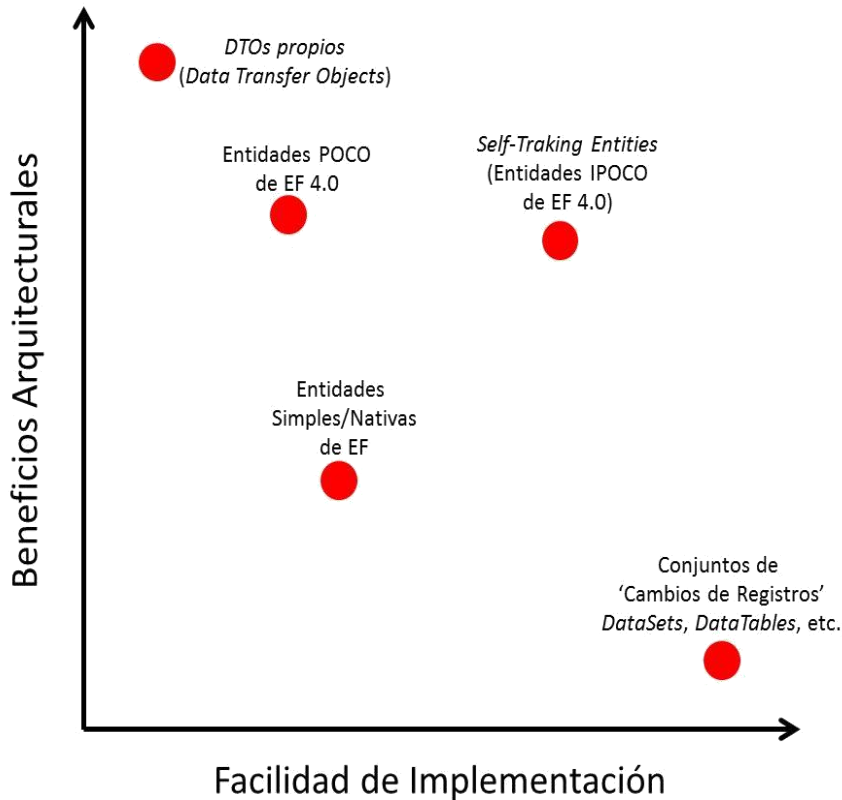 DTOs propios
(Data Transfer Objects)
Entidades POCO
de EF 4.0
Self-Traking Entities
(Entidades IPOCO
de EF 4.0)
Entidades
Simples/Nativas
de EF
Conjuntos de
‘Cambios de Registros’
DataSets, DataTables, etc.
Beneficios Arquitecturales
Facilidad de Implementación